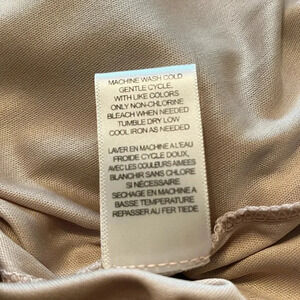 MACHINE WASH COLD
GENTLE CYCLE,
WITH LIKE COLORS
ONLY NON-CHLORINE
BLEACH WHEN NEEDED
TUMBLE DRY LOW
COOL IRON AS NEEDED
LAVER EN MACHINE A L'EAU
FROIDE CYCLE DOUX,
AVEC LES COULEURS AIMEES
BLANCHIR SANS CHLORE
SI NÉCESSAIRE
SECHAGE EN MACHINE A
BASSE TEMPERATURE
REPASSER AU FER TIEDE